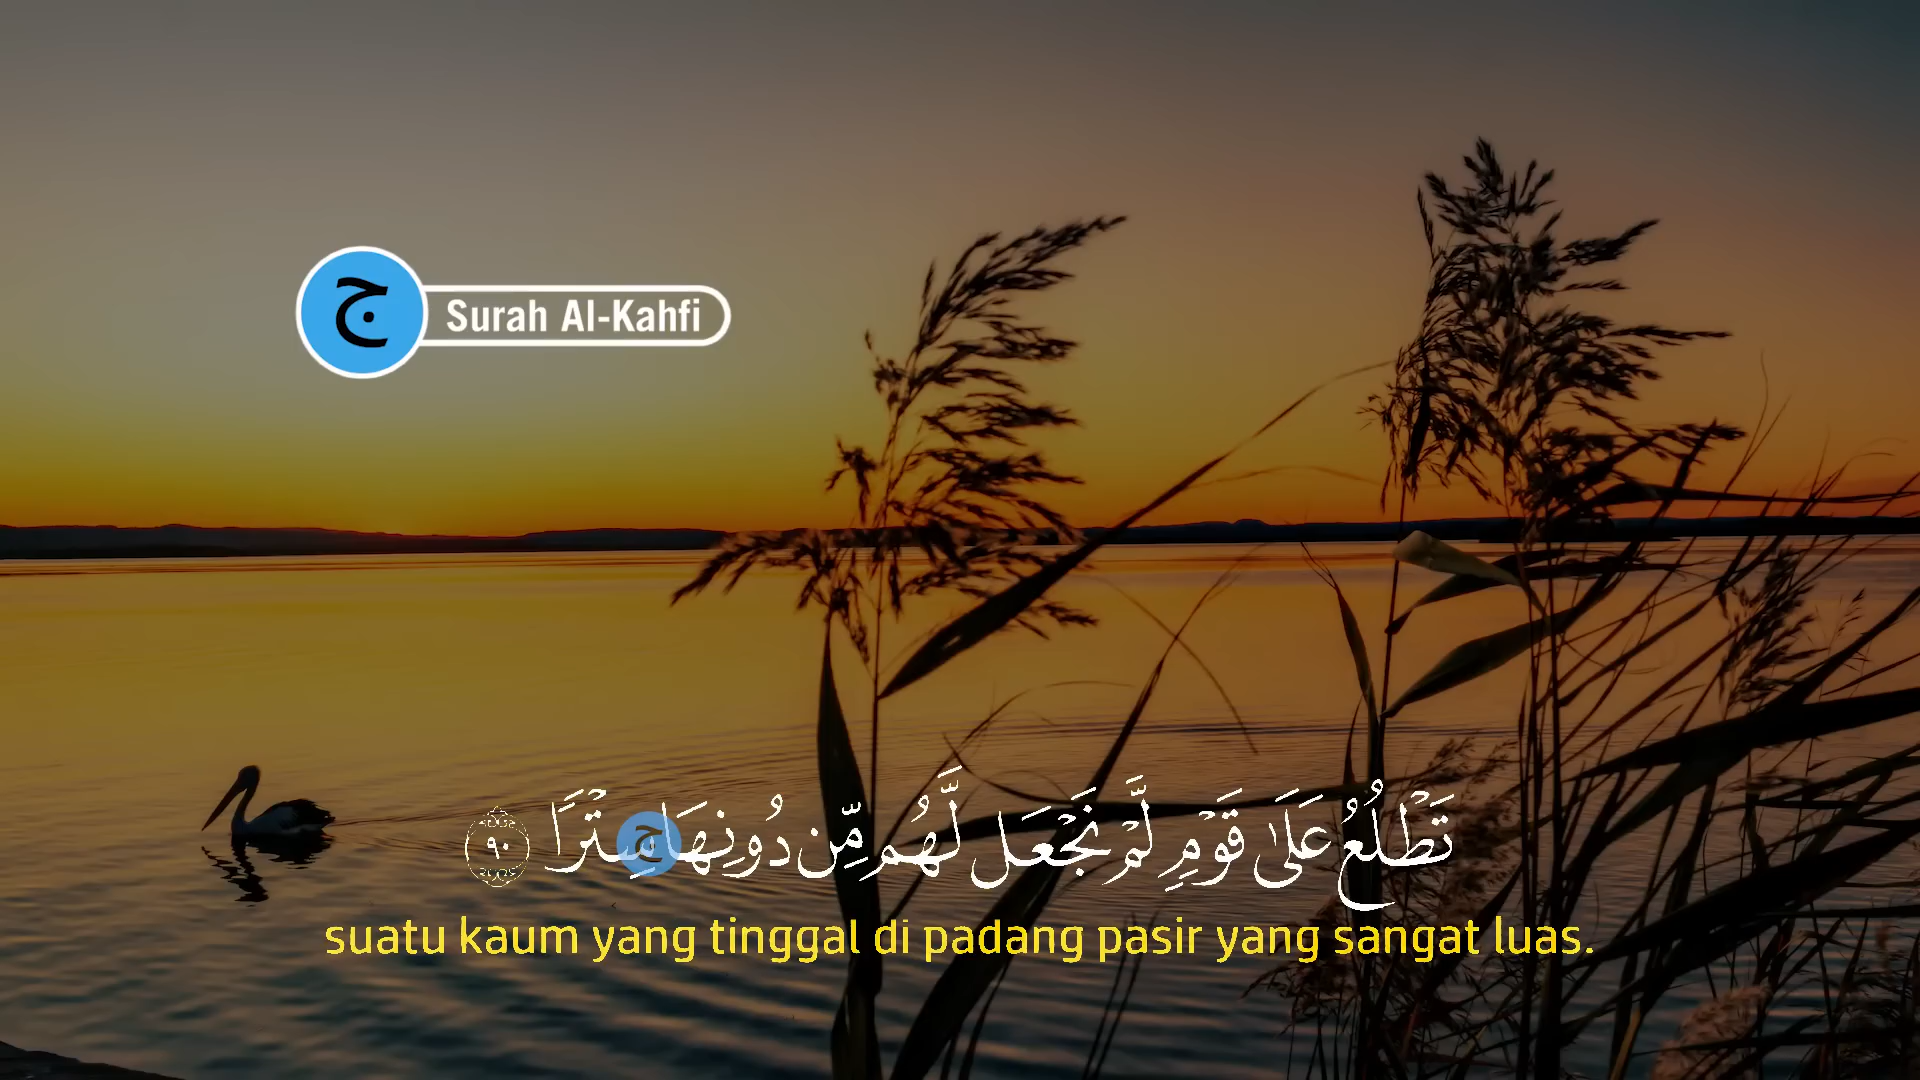 ج
Surah Al-Kahfi
تَطْلُعُ عَلَىٰ قَوْمٍ لَّمْ نَجْعَل لَّهُم مِّن دُونِهَا سِتْرًا ٩٠
ج
suatu kaum yang tinggal di padang pasir yang sangat luas.